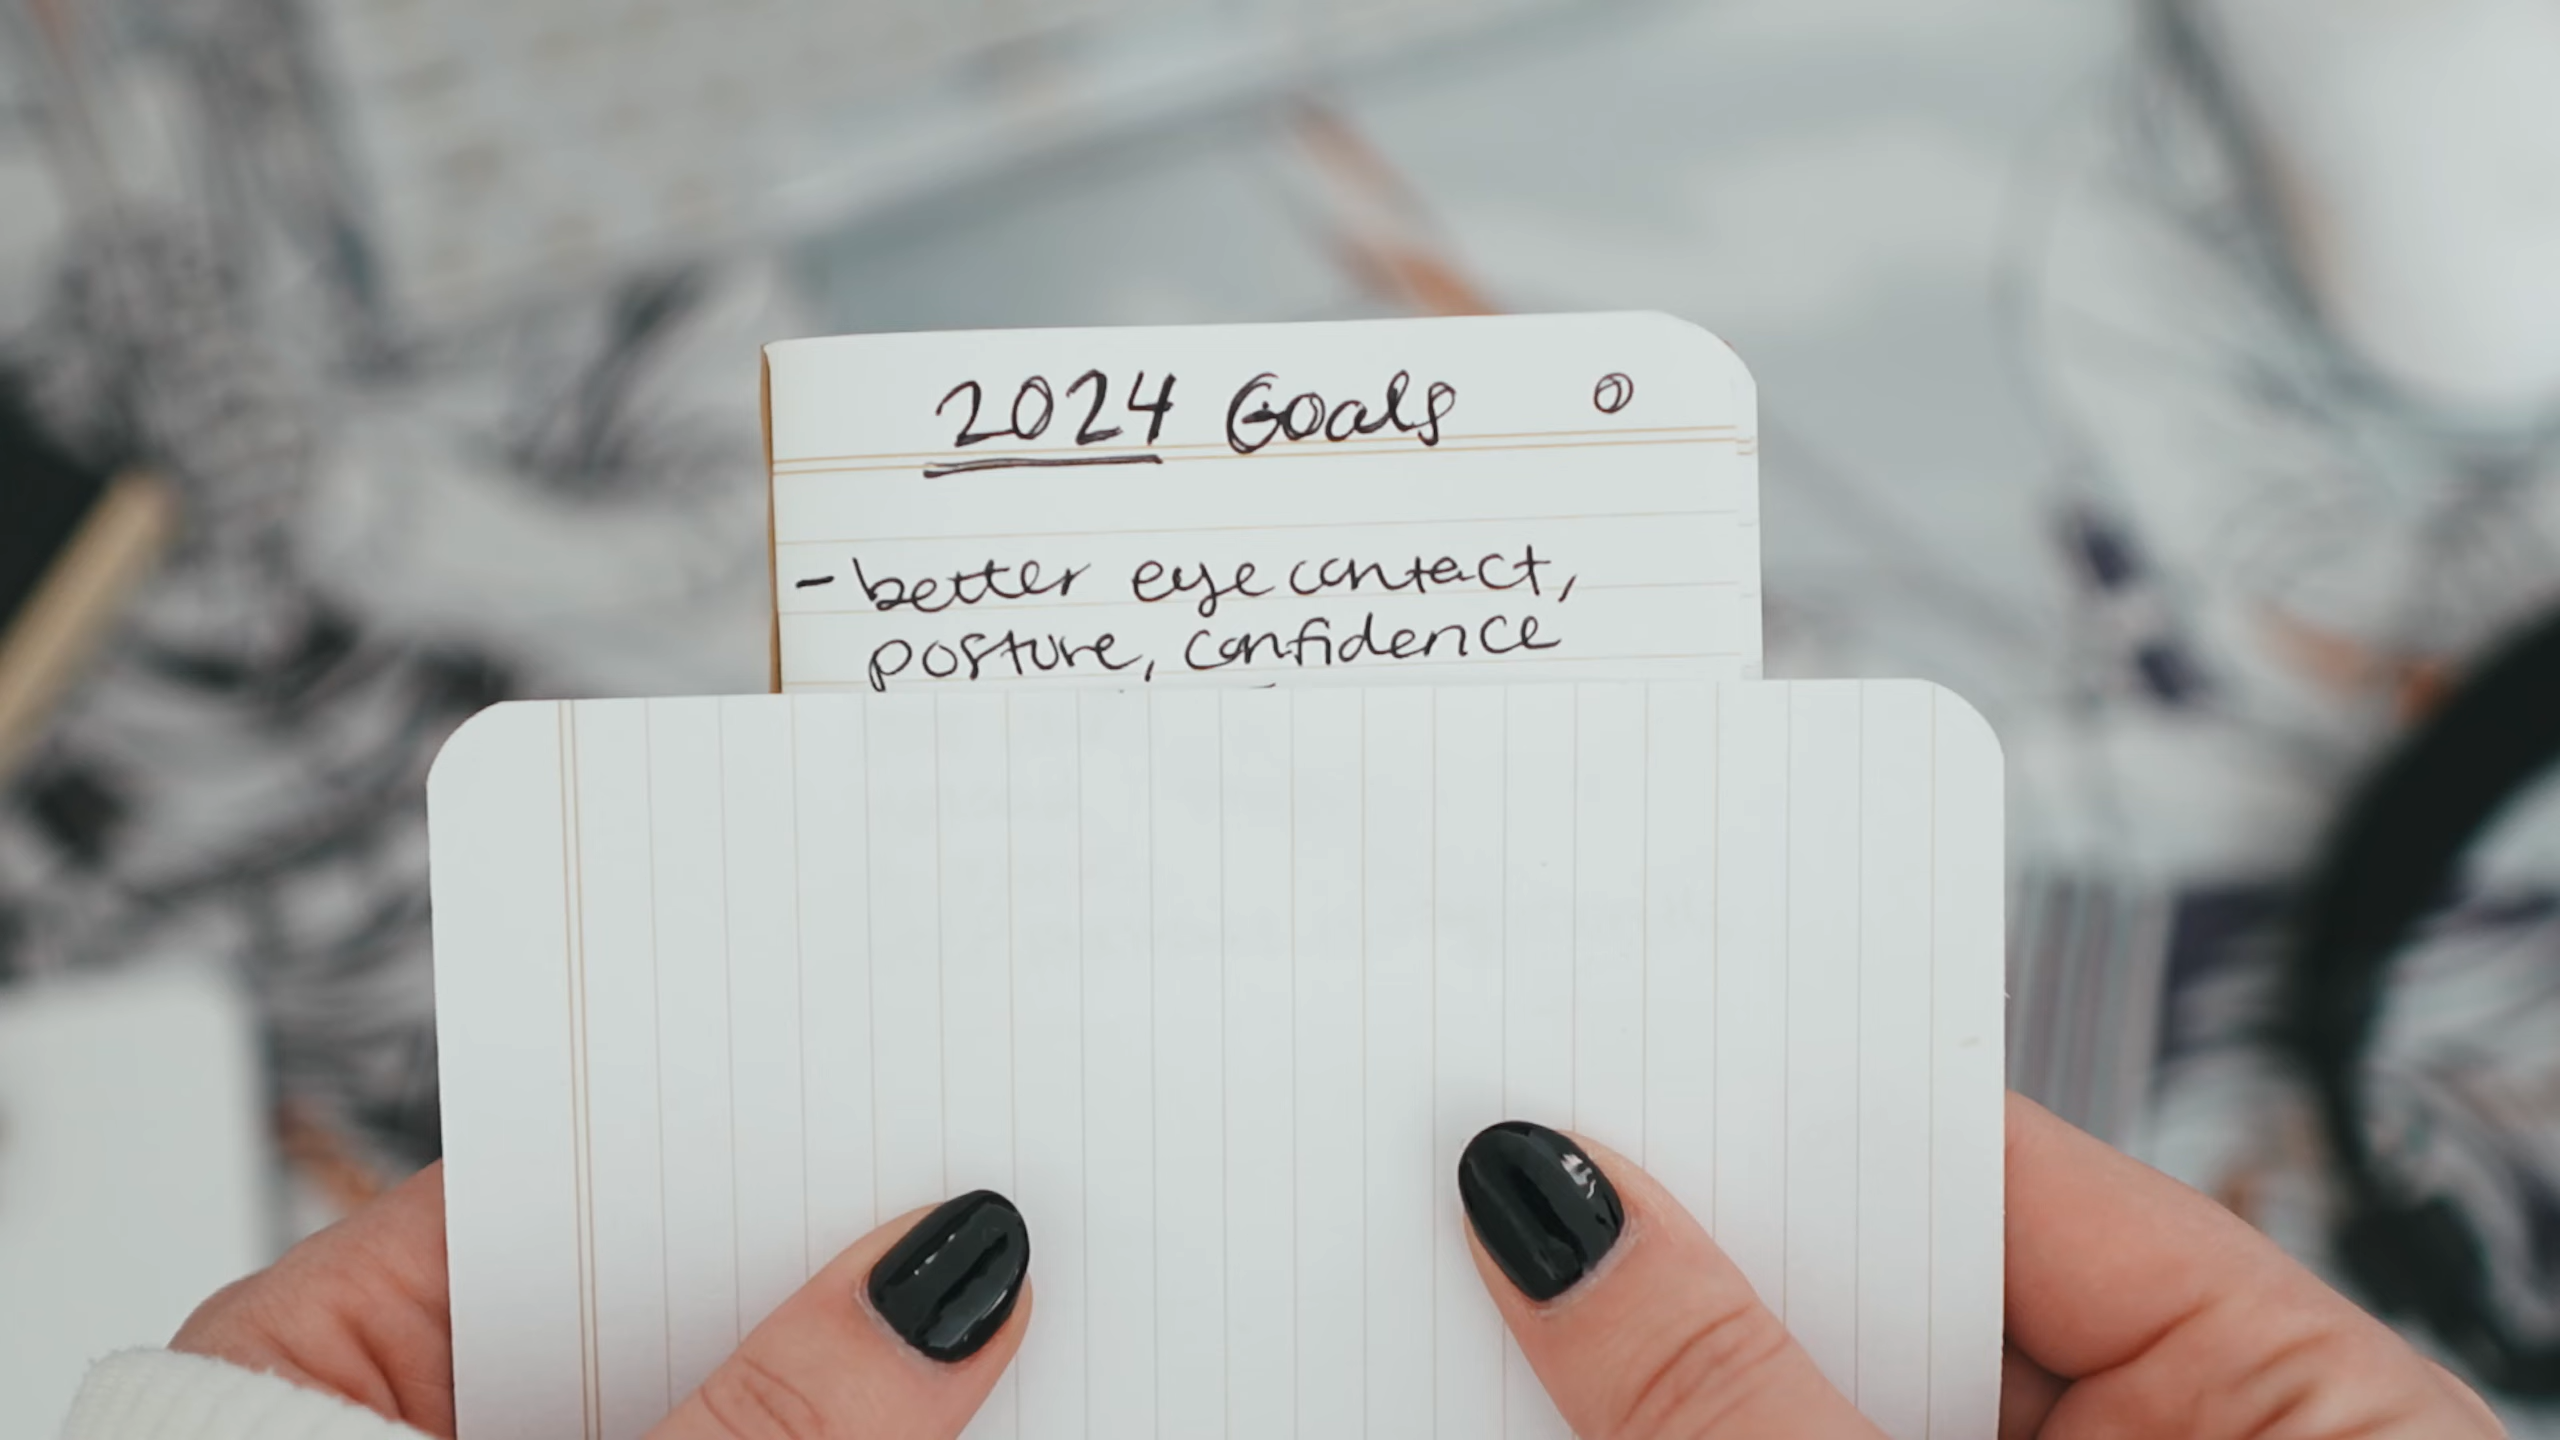 2024 Goals
- better eye contact,
posture, confidence